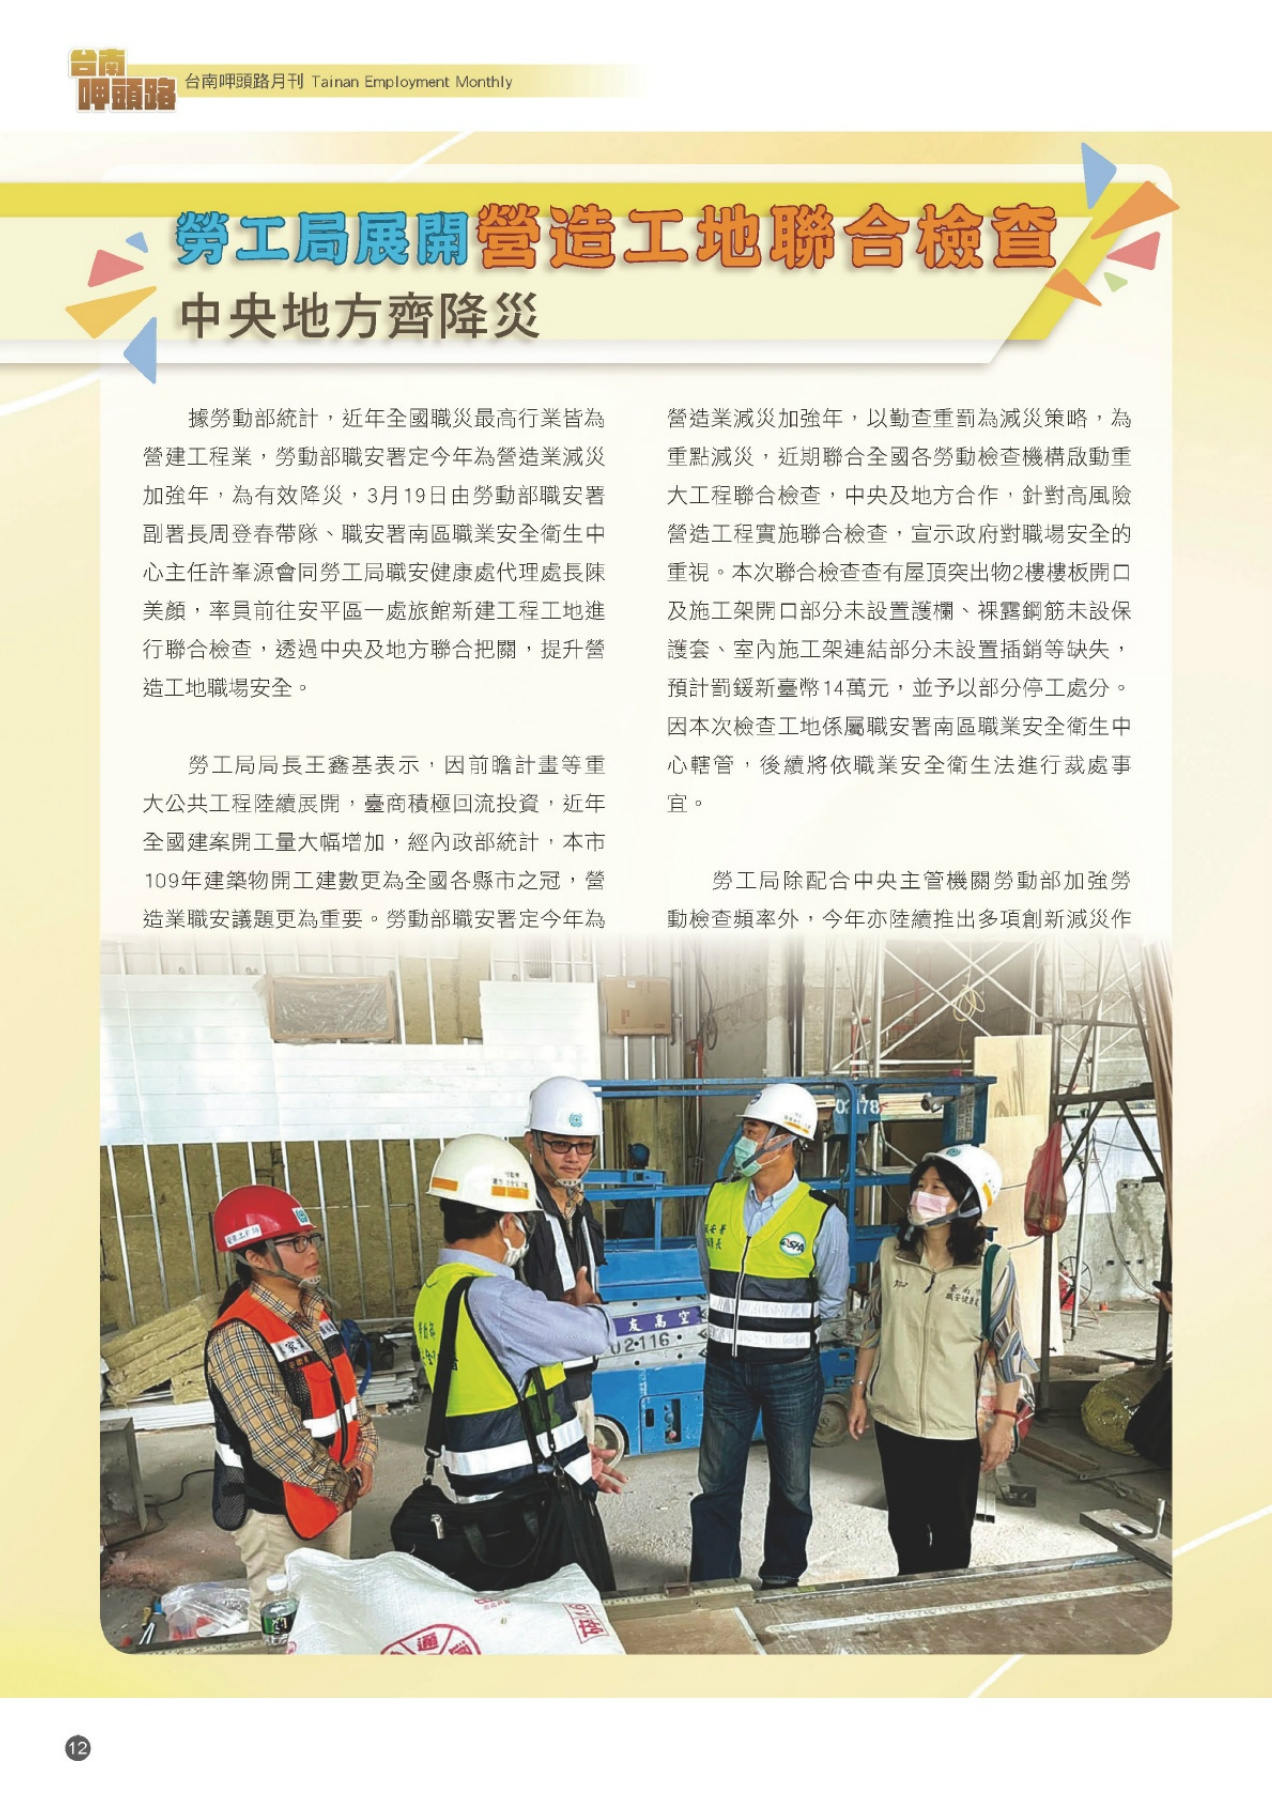 台南
呷頭路
台南呷頭路月刊 Tainan Employment Monthly
勞工局展開營造工地聯合檢查
中央地方齊降災
據勞動部統計，近年全國職災最高行業皆為
營建工程業，勞動部職安署定今年為營造業減災
加強年，為有效降災，3月19日由勞動部職安署
副署長周登春帶隊、職安署南區職業安全衛生中
心主任許峯源會同勞工局職安健康處代理處長陳
美顏，率員前往安平區一處旅館新建工程工地進
行聯合檢查，透過中央及地方聯合把關，提升營
造工地職場安全。
勞工局局長王鑫基表示，因前瞻計畫等重
大公共工程陸續展開，臺商積極回流投資，近年
全國建案開工量大幅增加，經內政部統計，本市
109年建築物開工建數更為全國各縣市之冠，營
造業職安議題更為重要。勞動部職安署定今年為
營造業減災加強年，以勤查重罰為減災策略，為
重點減災，近期聯合全國各勞動檢查機構啟動重
大工程聯合檢查，中央及地方合作，針對高風險
營造工程實施聯合檢查，宣示政府對職場安全的
重視。本次聯合檢查查有屋頂突出物2樓樓板開口
及施工架開口部分未設置護欄、裸露鋼筋未設保
護套、室內施工架連結部分未設置插銷等缺失，
預計罰鍰新臺幣14萬元，並予以部分停工處分。
因本次檢查工地係屬職安署南區職業安全衛生中
心轄管，後續將依職業安全衛生法進行裁處事
宜。
勞工局除配合中央主管機關勞動部加強勞
動檢查頻率外，今年亦陸續推出多項創新減災作
02178
OSHA
友高空
02-116
通
12